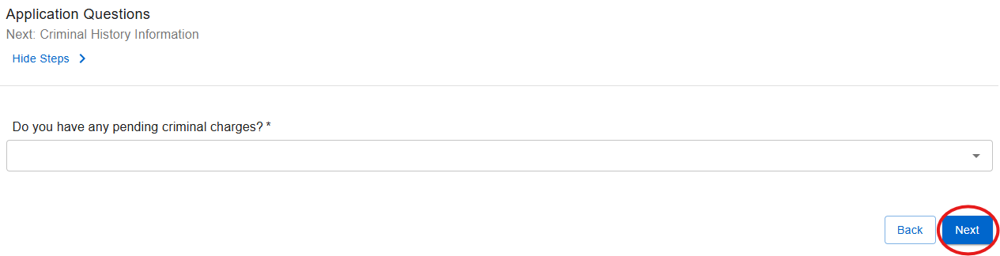 Application Questions
Next: Criminal History Information
Hide Steps
Do you have any pending criminal charges? *
Back Next